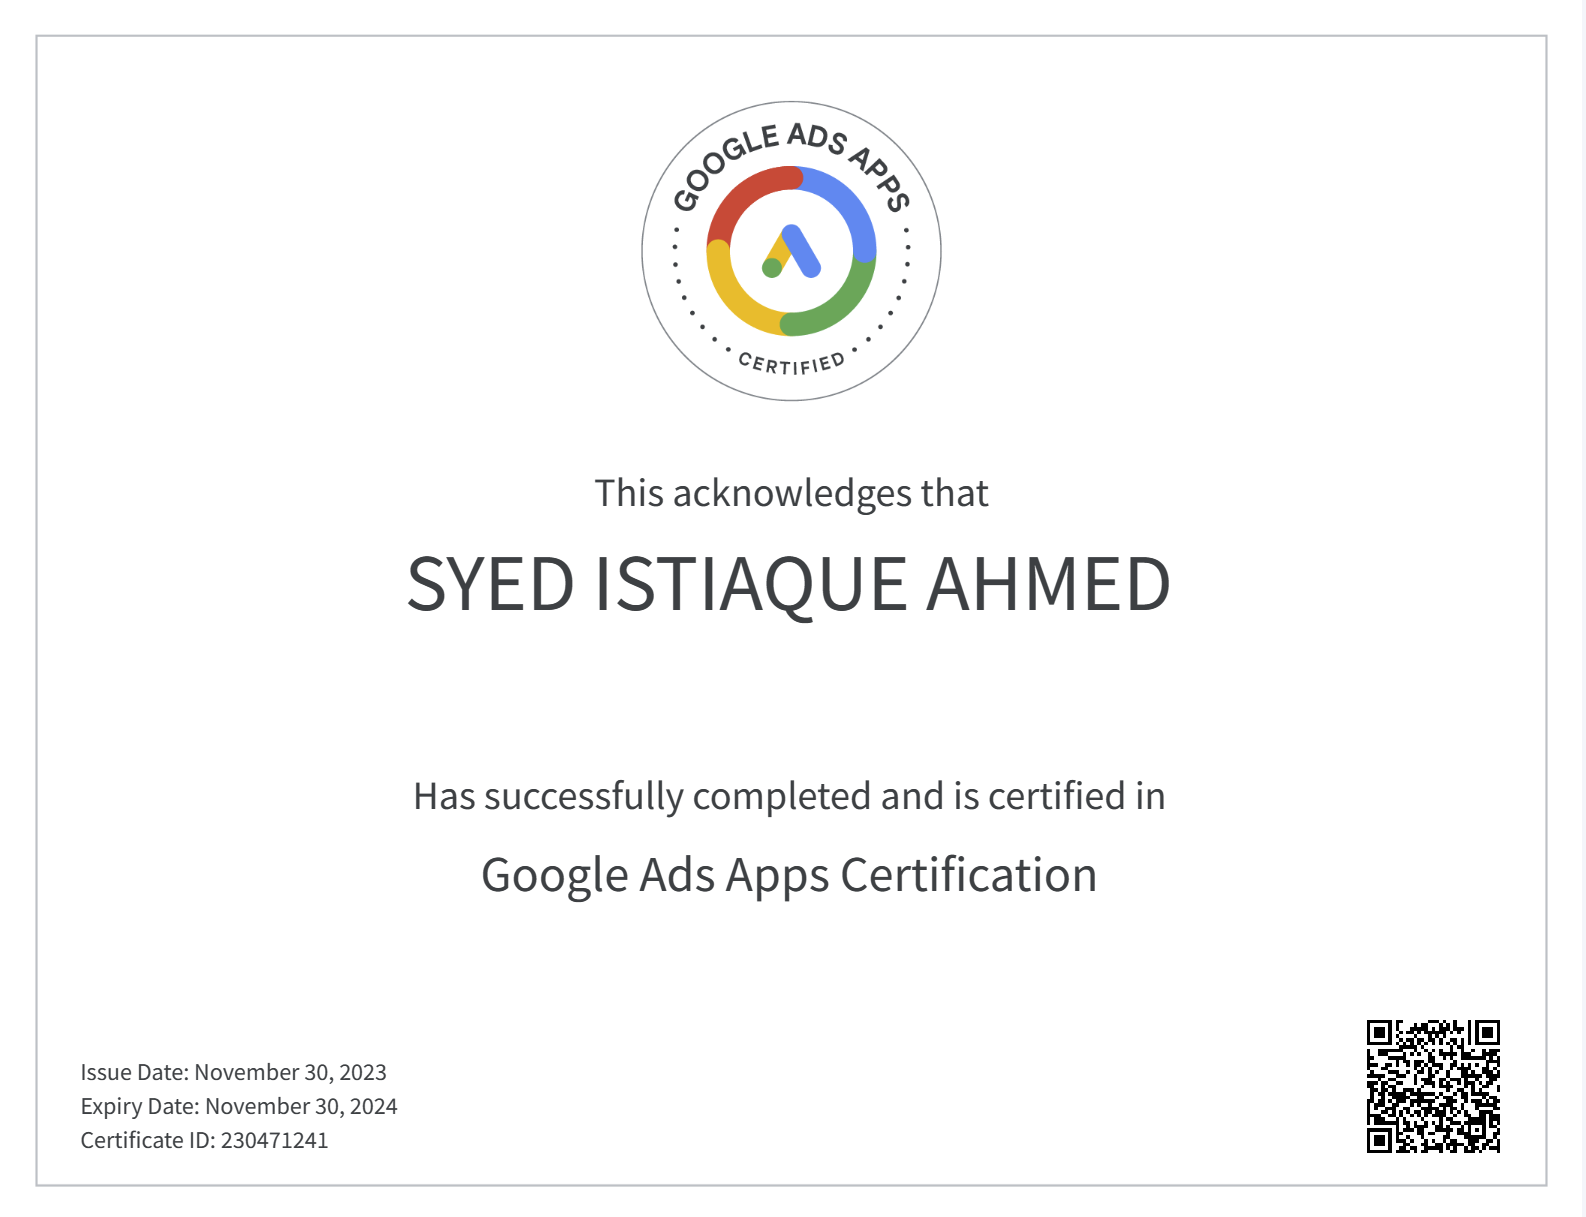 GOOGLE ADS APPS
CERTIFIED
This acknowledges that
SYED ISTIAQUE AHMED
Has successfully completed and is certified in
Google Ads Apps Certification
Issue Date: November 30, 2023
Expiry Date: November 30, 2024
Certificate ID: 230471241